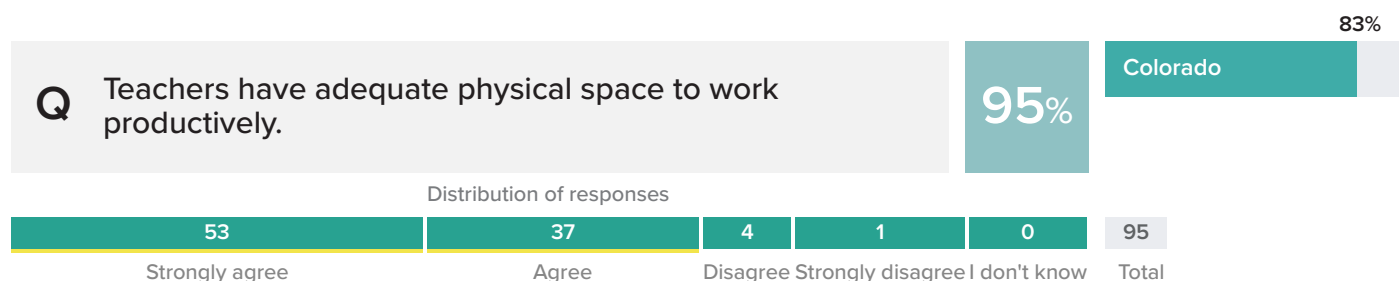 83%
Q
Teachers have adequate physical space to work
productively.
95%
Colorado
Distribution of responses
53 37 4 1 0 95
Strongly agree Agree Disagree Strongly disagree I don't know Total